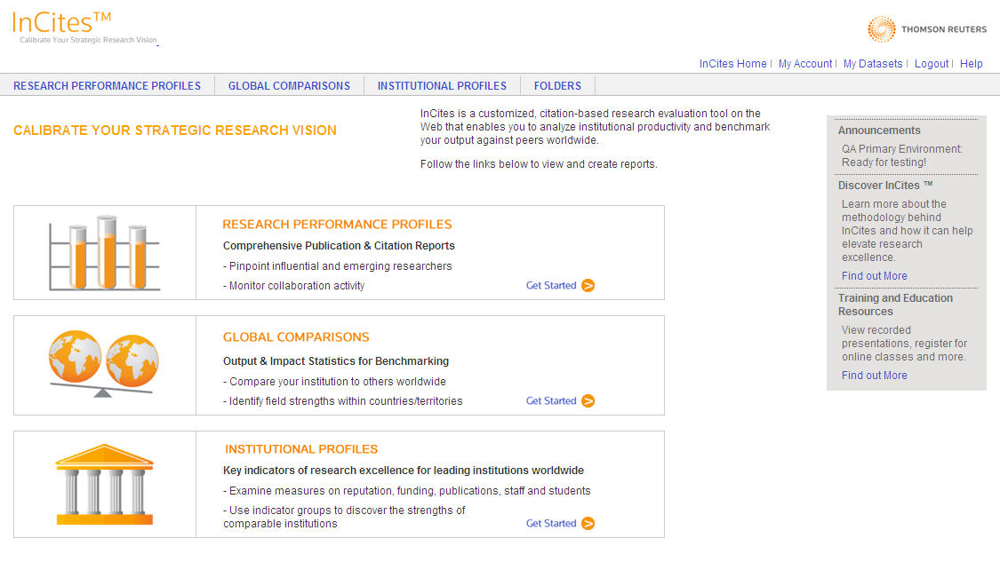 InCites™
Calibrate Your Strategic Research Vision
THOMSON REUTERS
InCites Home | My Account | My Datasets | Logout | Help
RESEARCH PERFORMANCE PROFILES
GLOBAL COMPARISONS
INSTITUTIONAL PROFILES
FOLDERS
CALIBRATE YOUR STRATEGIC RESEARCH VISION
InCites is a customized, citation-based research evaluation tool on the
Web that enables you to analyze institutional productivity and benchmark
your output against peers worldwide.
Follow the links below to view and create reports.
RESEARCH PERFORMANCE PROFILES
Comprehensive Publication & Citation Reports
- Pinpoint influential and emerging researchers
- Monitor collaboration activity
Get Started >
GLOBAL COMPARISONS
Output & Impact Statistics for Benchmarking
- Compare your institution to others worldwide
- Identify field strengths within countries/territories
Get Started >
INSTITUTIONAL PROFILES
Key indicators of research excellence for leading institutions worldwide
- Examine measures on reputation, funding, publications, staff and students
- Use indicator groups to discover the strengths of
comparable institutions
Get Started >
Announcements
QA Primary Environment:
Ready for testing!
Discover InCites ™
Learn more about the
methodology behind
InCites and how it can help
elevate research
excellence.
Find out More
Training and Education
Resources
View recorded
presentations, register for
online classes and more.
Find out More